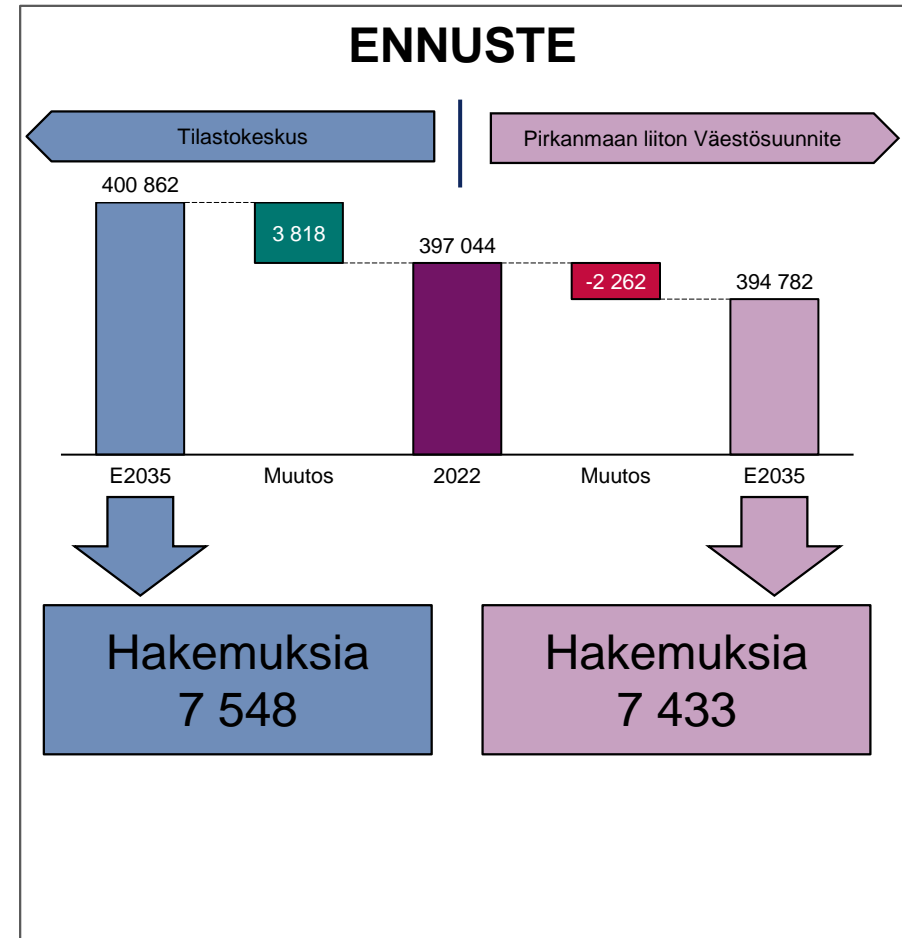 ENNUSTE
Tilastokeskus
Pirkanmaan liiton Väestösuunnite
400 862
3 818
397 044
-2 262
394 782
E2035
Muutos
2022
Muutos
E2035
Hakemuksia
7 548
Hakemuksia
7 433